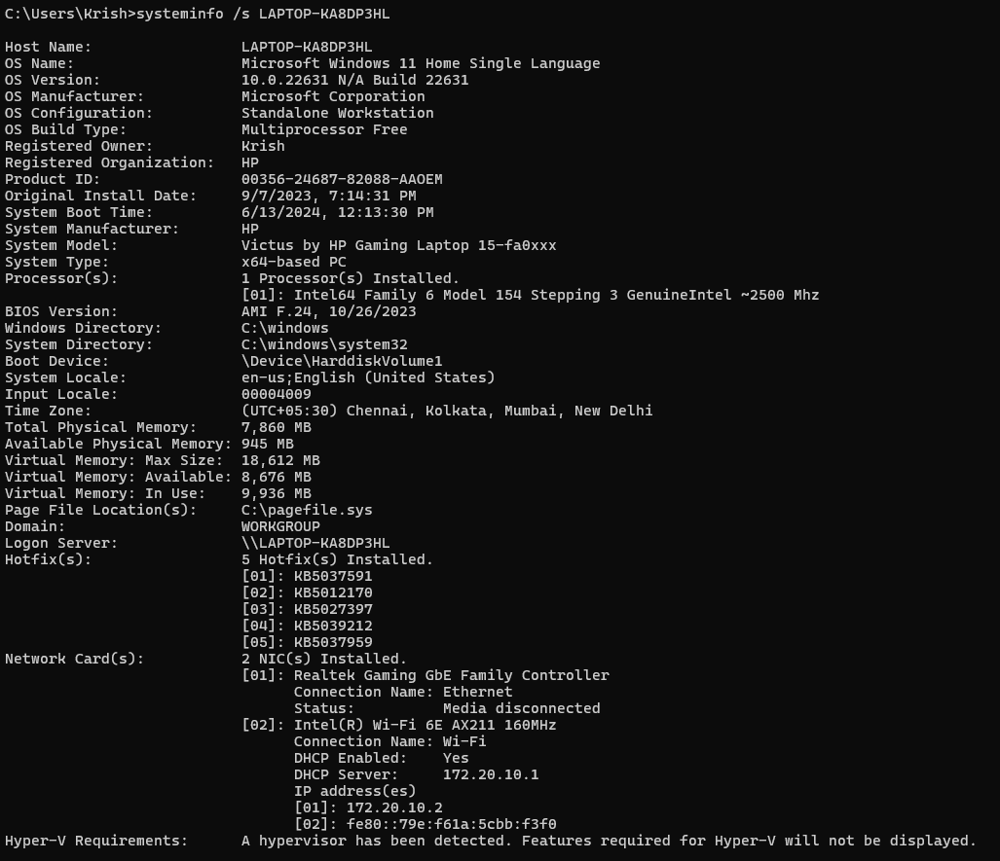 C:\Users\Krish>systeminfo /s LAPTOP-KA8DP3HL
Host Name: LAPTOP-KA8DP3HL
OS Name: Microsoft Windows 11 Home Single Language
OS Version: 10.0.22631 N/A Build 22631
OS Manufacturer: Microsoft Corporation
OS Configuration: Standalone Workstation
OS Build Type: Multiprocessor Free
Registered Owner: Krish
Registered Organization: HP
Product ID: 00356-24687-82088-AAOEM
Original Install Date: 9/7/2023, 7:14:31 PM
System Boot Time: 6/13/2024, 12:13:30 PM
System Manufacturer: HP
System Model: Victus by HP Gaming Laptop 15-fa0xxx
System Type: x64-based PC
Processor(s): 1 Processor(s) Installed.
[01]: Intel64 Family 6 Model 154 Stepping 3 GenuineIntel ~2500 Mhz
BIOS Version: AMI F.24, 10/26/2023
Windows Directory: C:\windows
System Directory: C:\windows\system32
Boot Device: \Device\HarddiskVolume1
System Locale: en-us;English (United States)
Input Locale: 00004009
Time Zone: (UTC+05:30) Chennai, Kolkata, Mumbai, New Delhi
Total Physical Memory: 7,860 MB
Available Physical Memory: 945 MB
Virtual Memory: Max Size: 18,612 MB
Virtual Memory: Available: 8,676 MB
Virtual Memory: In Use: 9,936 MB
Page File Location(s): C:\pagefile.sys
Domain: WORKGROUP
Logon Server: \\LAPTOP-KA8DP3HL
Hotfix(s): 5 Hotfix(s) Installed.
[01]: KB5037591
[02]: KB5012170
[03]: KB5027397
[04]: KB5039212
[05]: KB5037959
Network Card(s): 2 NIC(s) Installed.
[01]: Realtek Gaming GbE Family Controller
Connection Name: Ethernet
Status: Media disconnected
[02]: Intel(R) Wi-Fi 6E AX211 160MHz
Connection Name: Wi-Fi
DHCP Enabled: Yes
DHCP Server: 172.20.10.1
IP address(es)
[01]: 172.20.10.2
[02]: fe80::79e:f61a:5cbb:f3f0
Hyper-V Requirements: A hypervisor has been detected. Features required for Hyper-V will not be displayed.